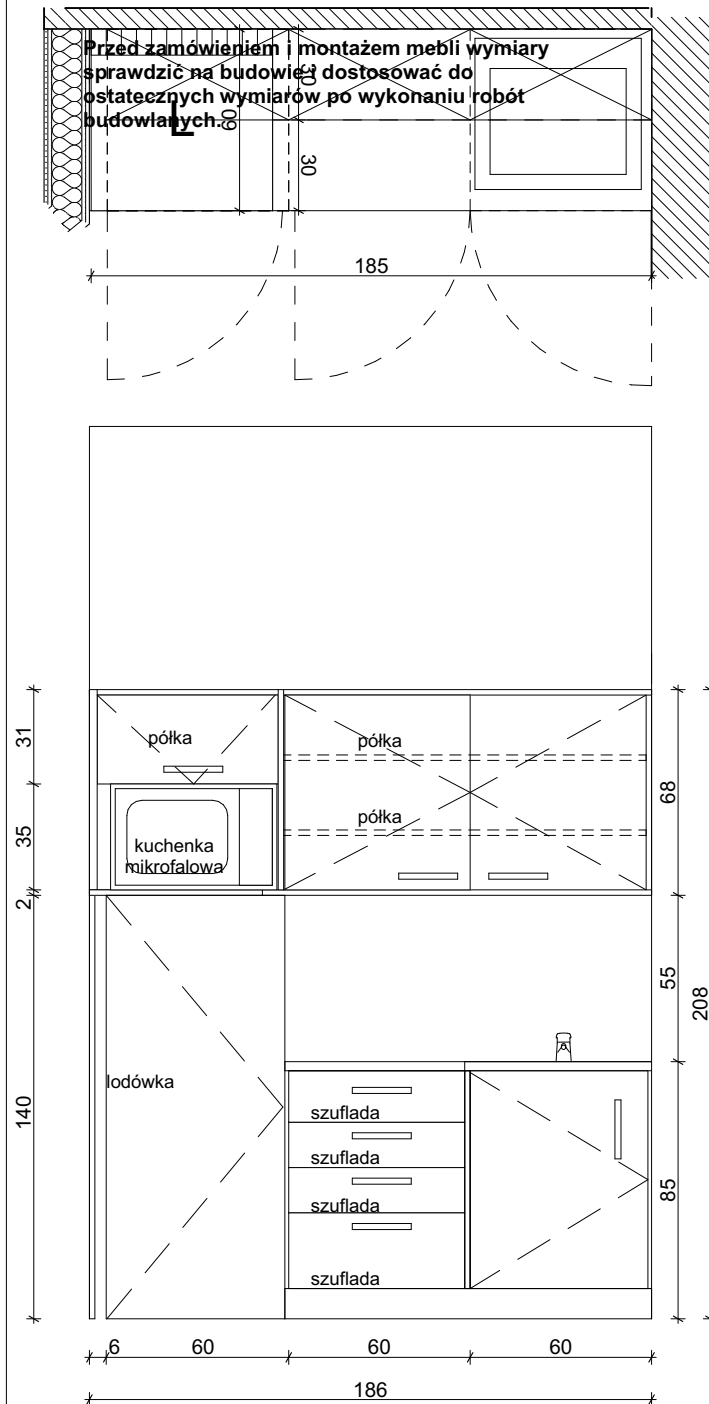 Przed zamówieniem i montażem mebli wymiary
sprawdzić na budowie i dostosować do
ostatecznych wymiarów po wykonaniu robót
budowlanych.
L
30
60
30
185
31
35
2
140
półka
półka
półka
kuchenka
mikrofalowa
68
55
208
85
lodówka
szuflada
szuflada
szuflada
szuflada
6
60
60
60
186